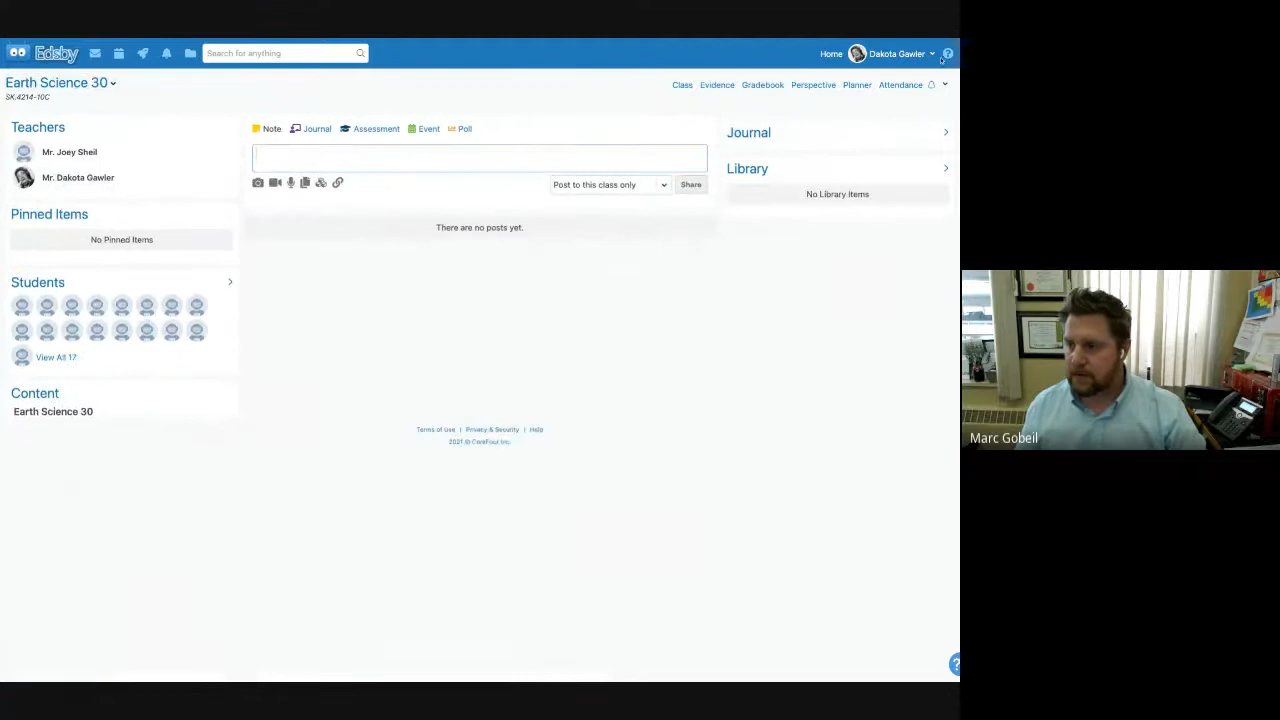 Edsby
Search for anything
Home
Dakota Gawler
Earth Science 30
SK.4214-10C
Class Evidence Gradebook Perspective Planner Attendance
Teachers
Mr. Joey Sheil
Mr. Dakota Gawler
Pinned Items
No Pinned Items
Students
View All 17
Content
Earth Science 30
Note Journal Assessment Event Poll
Post to this class only
Share
There are no posts yet.
Journal
Library
No Library Items
Terms of Use | Privacy & Security | Help
2021 © CoreFour Inc.
Marc Gobeil